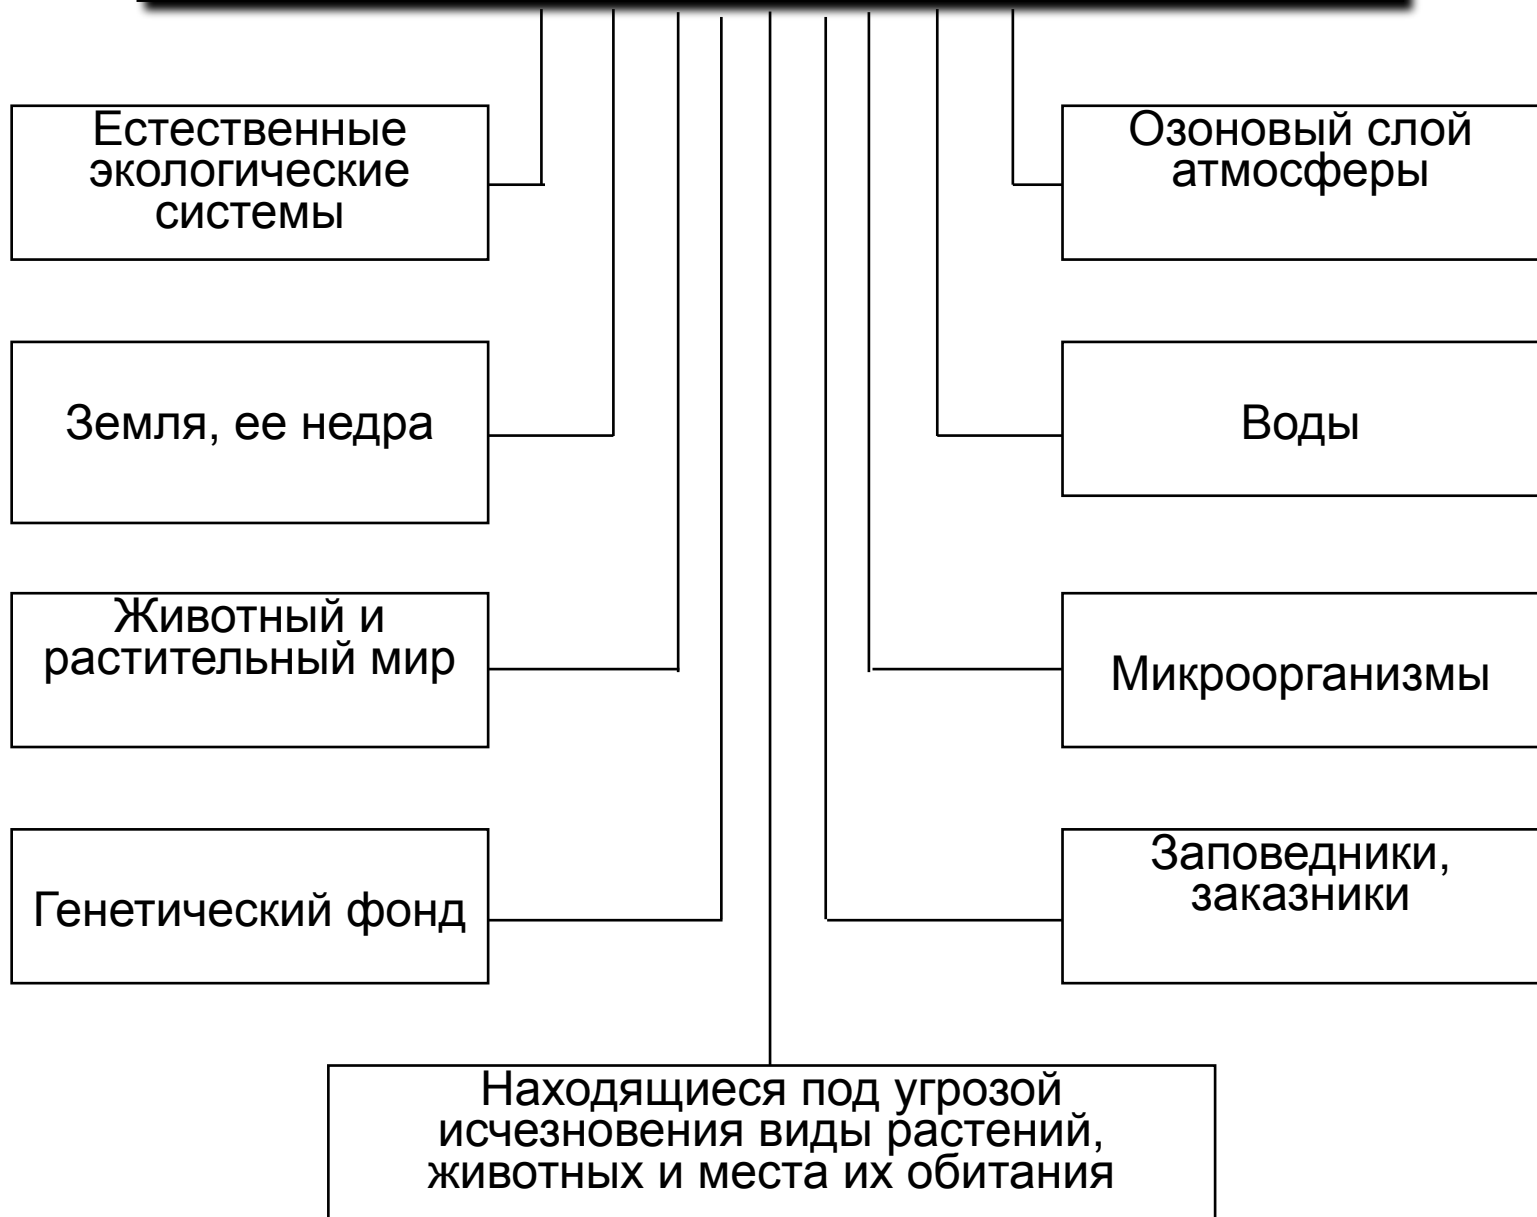 Естественные
экологические
системы
Озоновый слой
атмосферы
Земля, ее недра
Воды
Животный и
растительный мир
Микроорганизмы
Генетический фонд
Заповедники,
заказники
Находящиеся под угрозой
исчезновения виды растений,
животных и места их обитания